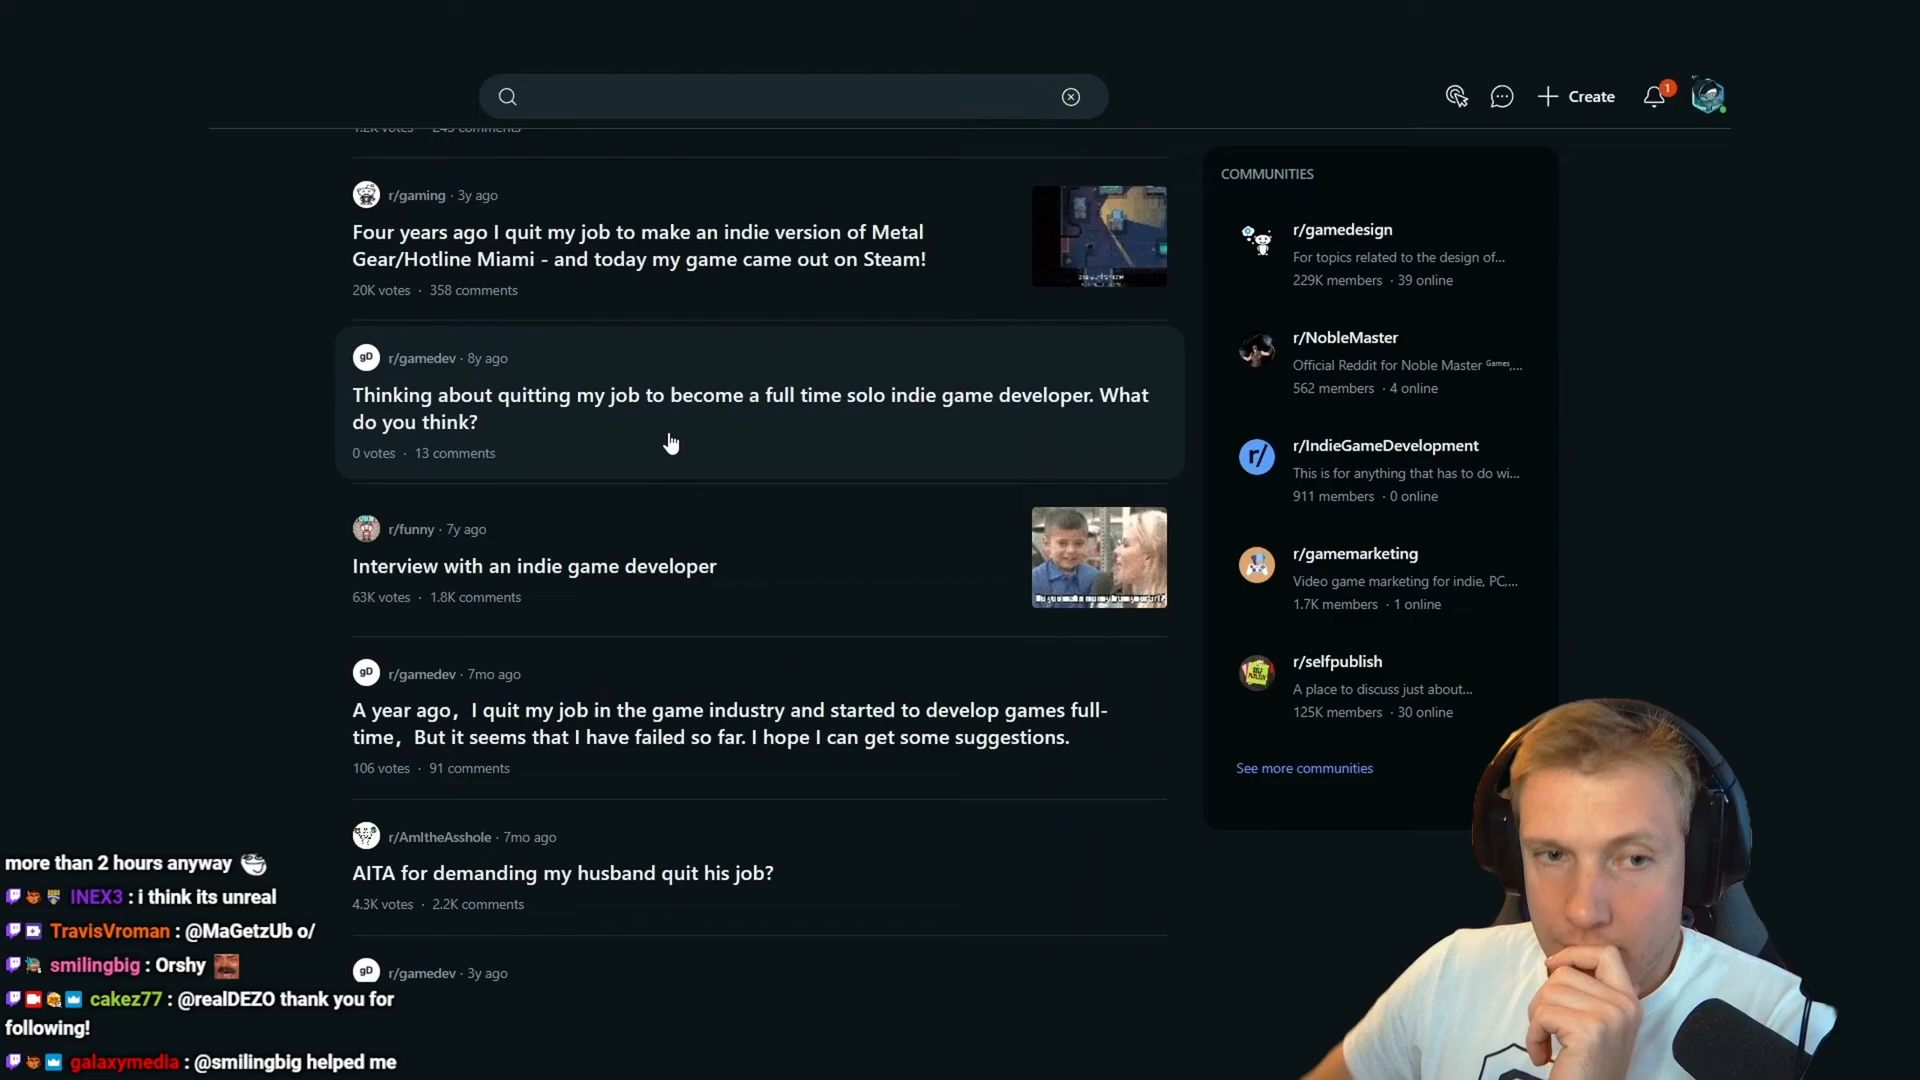 Create
1
1.2K votes · 243 comments
r/gaming · 3y ago
Four years ago I quit my job to make an indie version of Metal
Gear/Hotline Miami - and today my game came out on Steam!
20K votes · 358 comments
gD r/gamedev · 8y ago
Thinking about quitting my job to become a full time solo indie game developer. What
do you think?
0 votes · 13 comments
r/funny · 7y ago
Interview with an indie game developer
63K votes · 1.8K comments
gD r/gamedev · 7mo ago
A year ago，I quit my job in the game industry and started to develop games full-
time，But it seems that I have failed so far. I hope I can get some suggestions.
106 votes · 91 comments
r/AmItheAsshole · 7mo ago
AITA for demanding my husband quit his job?
4.3K votes · 2.2K comments
gD r/gamedev · 3y ago
COMMUNITIES
r/gamedesign
For topics related to the design of...
229K members · 39 online
r/NobleMaster
Official Reddit for Noble Master ᴳᵃᵐᵉˢ,...
562 members · 4 online
r/
r/IndieGameDevelopment
This is for anything that has to do wi...
911 members · 0 online
r/gamemarketing
Video game marketing for indie, PC,...
1.7K members · 1 online
r/selfpublish
A place to discuss just about...
125K members · 30 online
See more communities
more than 2 hours anyway
INEX3 : i think its unreal
TravisVroman : @MaGetzUb o/
smilingbig : Orshy
cakez77 : @realDEZO thank you for
following!
galaxymedia : @smilingbig helped me